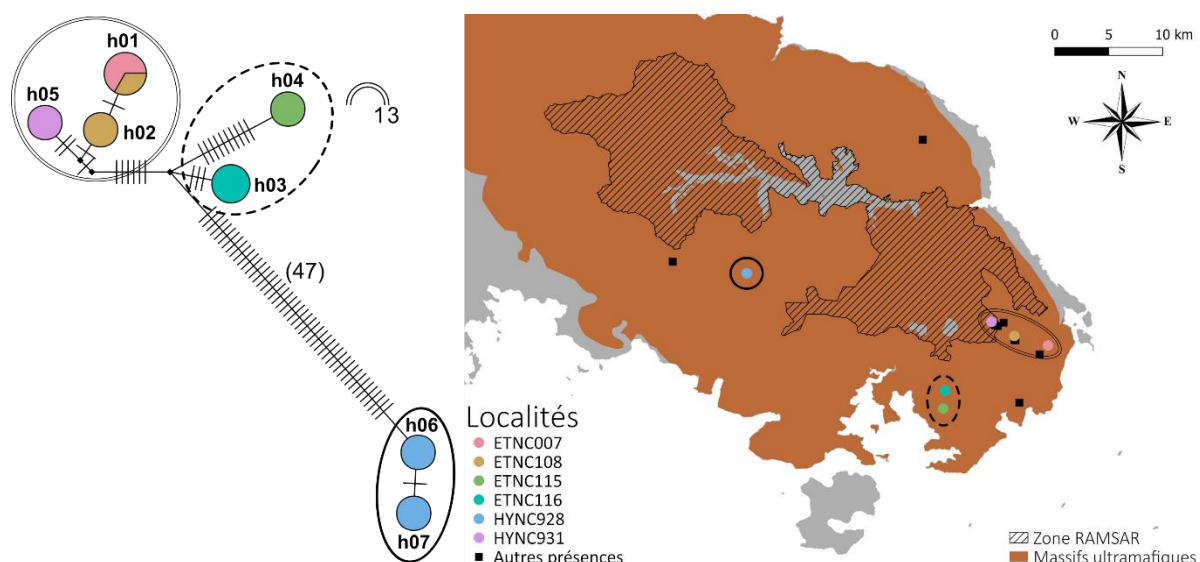 h01
h05
h02
h04
h03
13
(47)
h06
h07
0 5 10 km
N
W E
S
Localités
ETNC007
ETNC108
ETNC115
ETNC116
HYNC928
HYNC931
Autres présences
Zone RAMSAR
Massifs ultramafiques